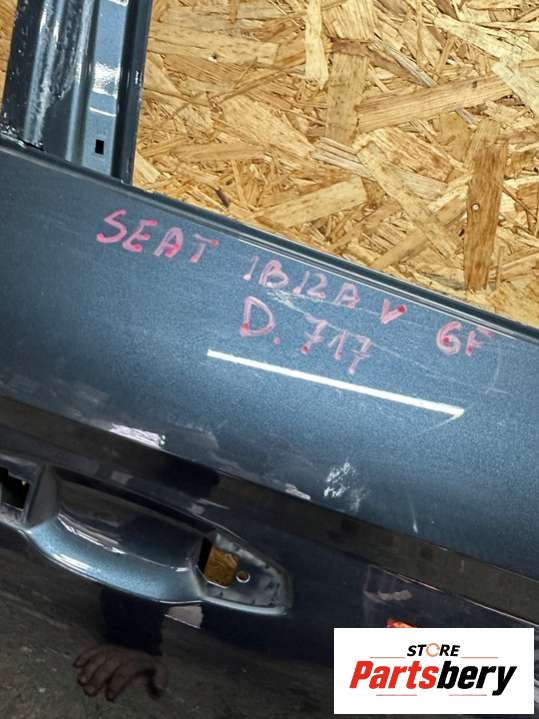 SEAT IBIZA V 6F
D. 717
STORE
Partsbery